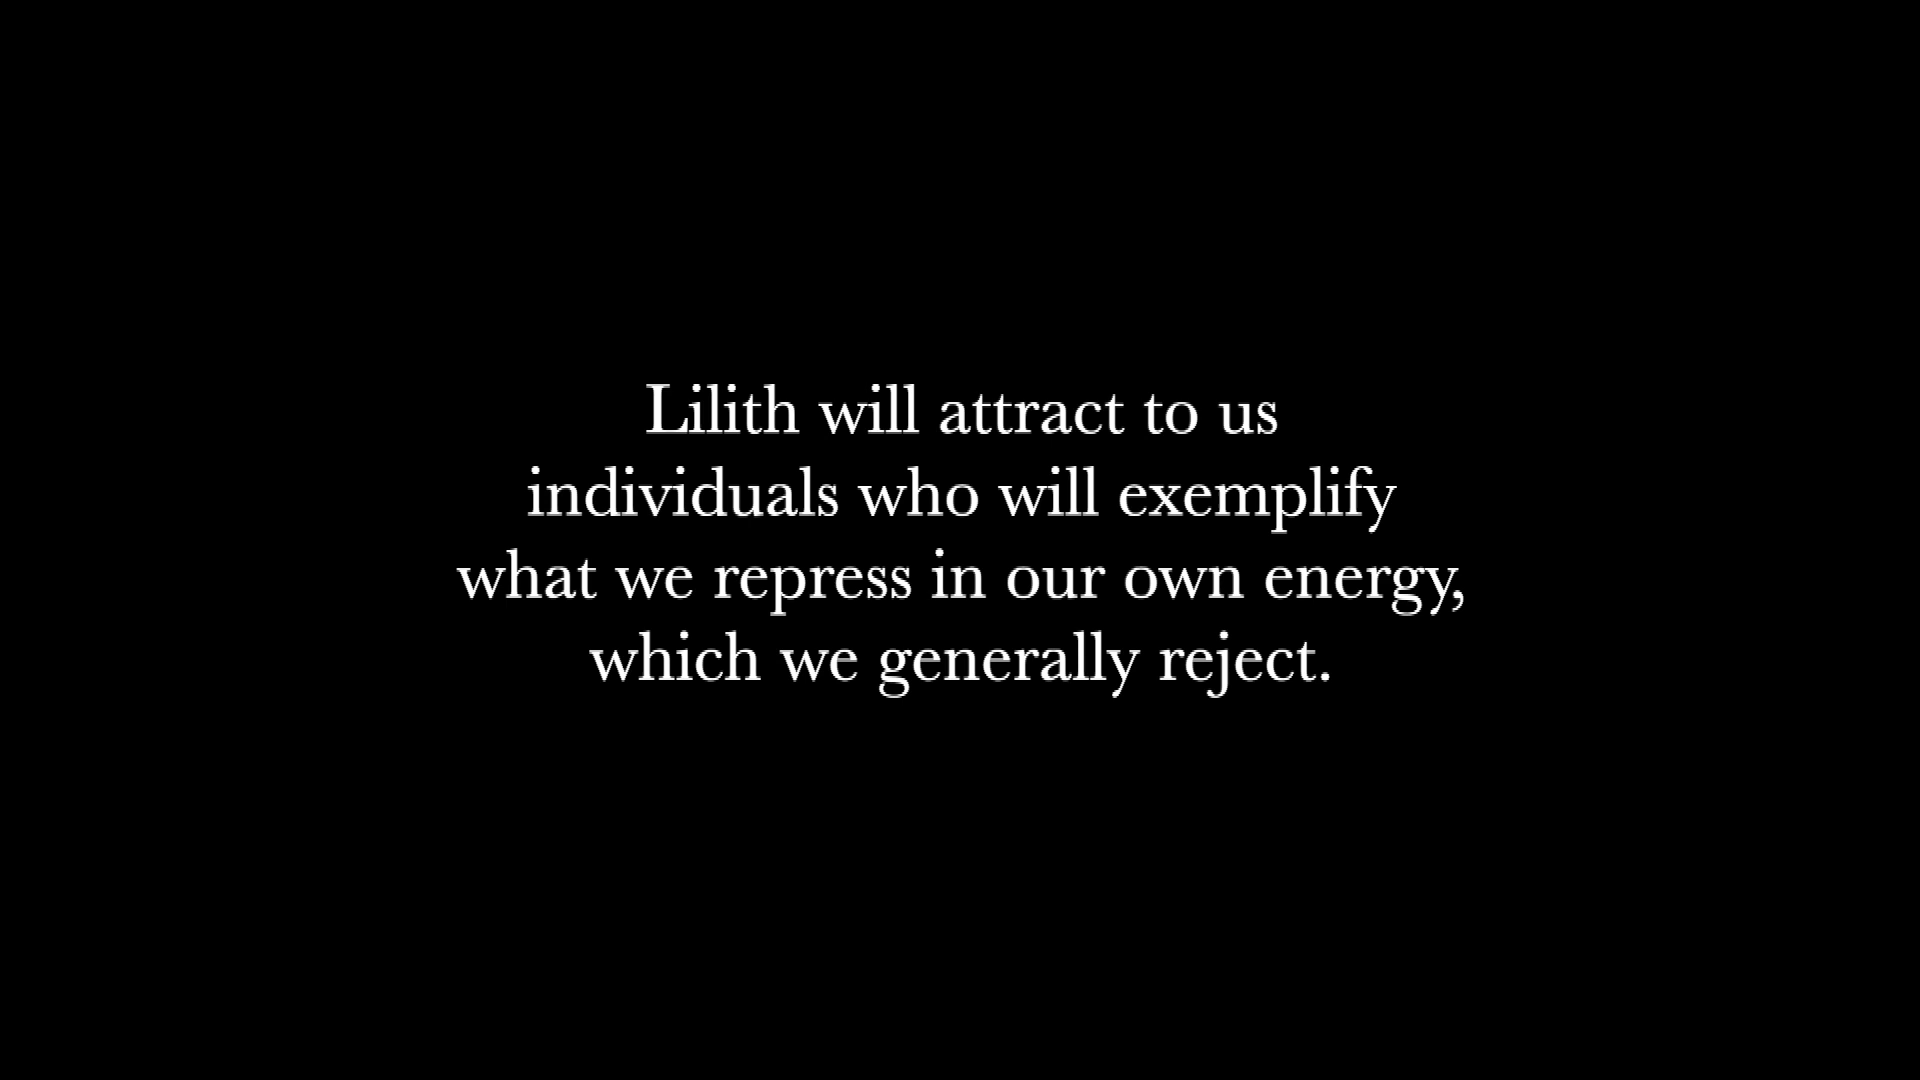 Lilith will attract to us
individuals who will exemplify
what we repress in our own energy,
which we generally reject.